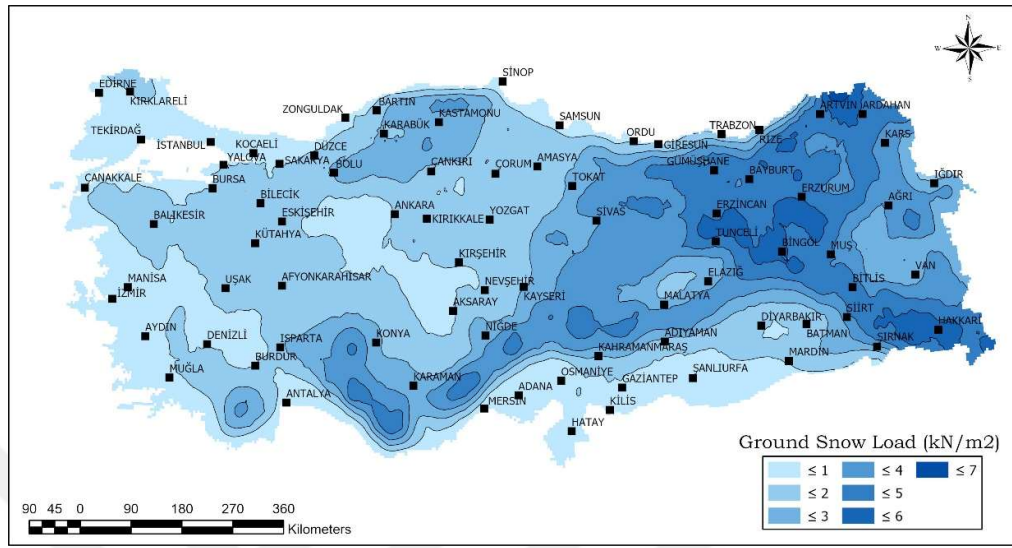 N
W E
S
SİNOP
EDİRNE
KIRKLARELİ
BARTIN
ZONGULDAK
KASTAMONU
ARTVİN
ARDAHAN
KARABÜK
SAMSUN
TEKİRDAĞ
TRABZON
RİZE
İSTANBUL
KOCAELİ
DÜZCE
ORDU
GİRESUN
KARS
YALOVA
SAKARYA
BOLU
ÇANKIRI
ÇORUM
AMASYA
GÜMÜŞHANE
BAYBURT
IĞDIR
ÇANAKKALE
BURSA
TOKAT
ERZURUM
BİLECİK
AĞRI
BALIKESİR
ESKİŞEHİR
ANKARA
KIRIKKALE
YOZGAT
SİVAS
ERZİNCAN
KÜTAHYA
TUNCELİ
BİNGÖL
MUŞ
KIRŞEHİR
VAN
MANİSA
UŞAK
AFYONKARAHİSAR
NEVŞEHİR
KAYSERİ
ELAZIĞ
BİTLİS
İZMİR
MALATYA
AKSARAY
SİİRT
AYDIN
DENİZLİ
ISPARTA
KONYA
NİĞDE
ADIYAMAN
DİYARBAKIR
BATMAN
HAKKARİ
KAHRAMANMARAŞ
ŞIRNAK
BURDUR
MARDİN
MUĞLA
KARAMAN
OSMANİYE
GAZİANTEP
ŞANLIURFA
ADANA
ANTALYA
MERSİN
KİLİS
HATAY
Ground Snow Load (kN/m2)
≤ 1 ≤ 4 ≤ 7
≤ 2 ≤ 5
≤ 3 ≤ 6
90 45 0 90 180 270 360
Kilometers